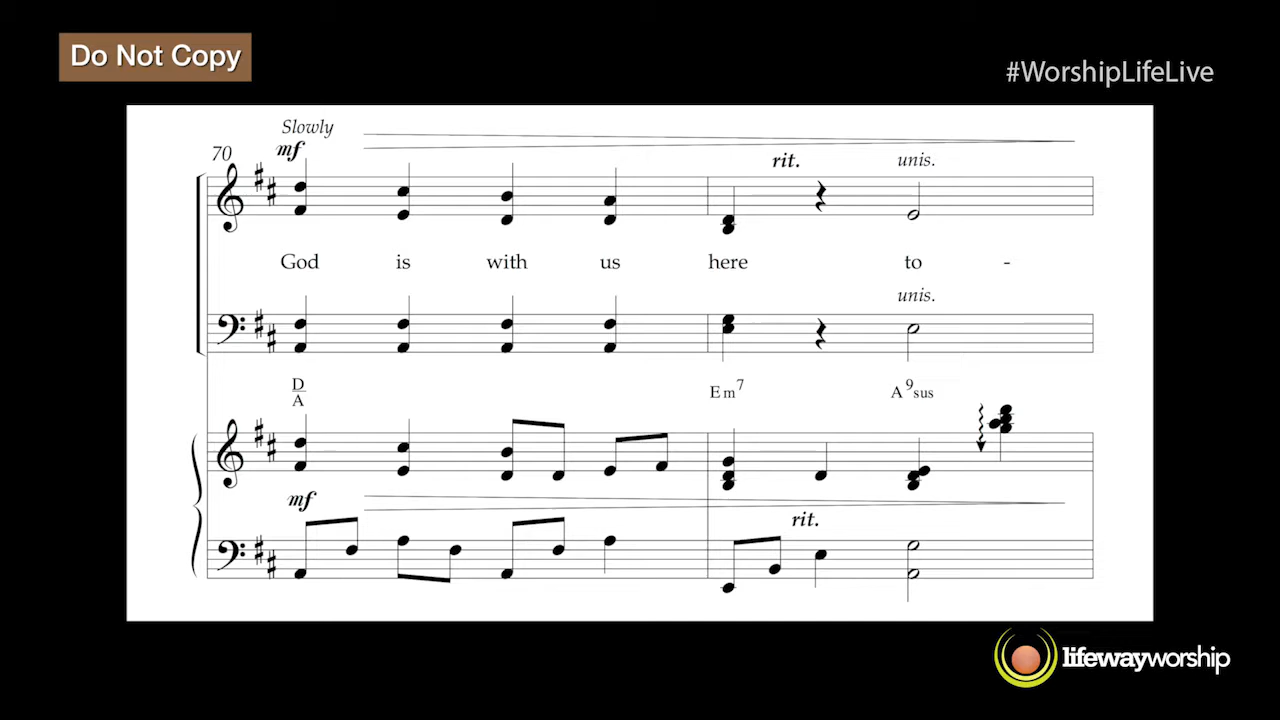 Do Not Copy
#WorshipLifeLive
Slowly
70 mf
rit. unis.
God is with us here to -
unis.
D
A
Em7 A9sus
mf
rit.
lifewayworship